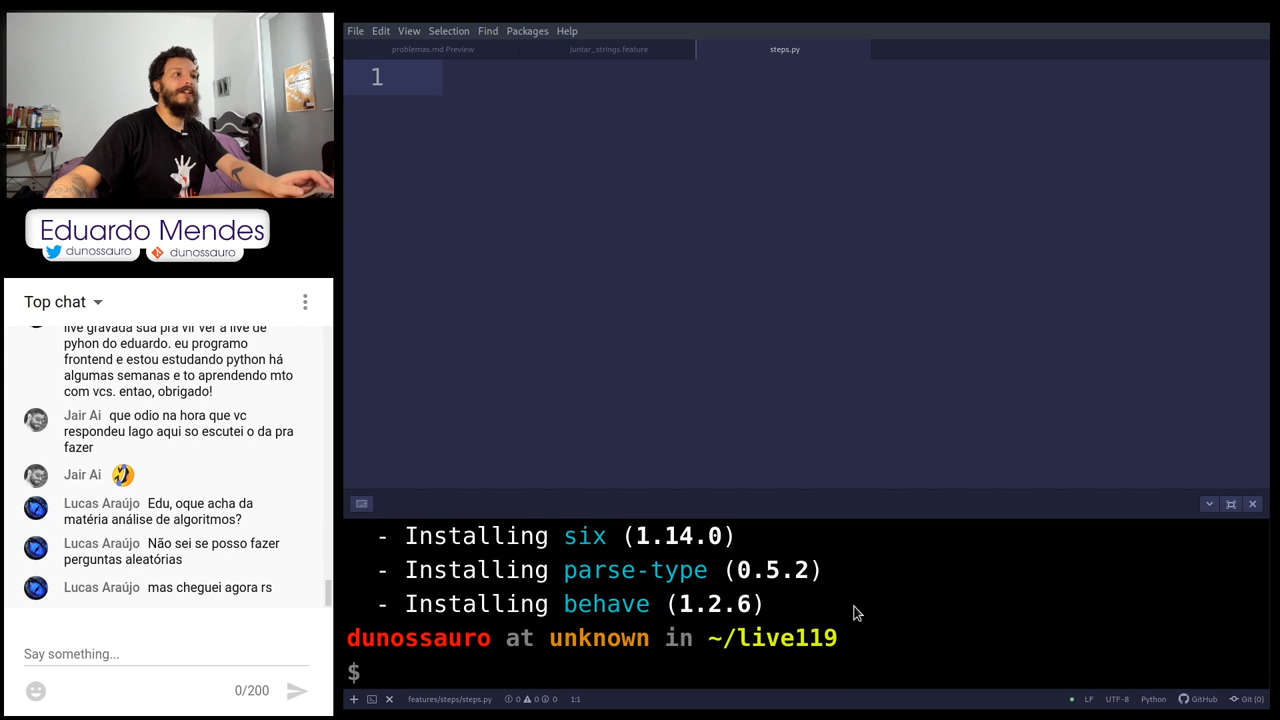 File Edit View Selection Find Packages Help
problemas.md Preview
juntar_strings.feature
steps.py
1
Eduardo Mendes
dunossauro
dunossauro
Top chat
live gravada sua pra vir ver a live de
pyhon do eduardo. eu programo
frontend e estou estudando python há
algumas semanas e to aprendendo mto
com vcs. entao, obrigado!
Jair Ai que odio na hora que vc
respondeu lago aqui so escutei o da pra
fazer
Jair Ai 🤣
Lucas Araújo Edu, oque acha da
matéria análise de algoritmos?
Lucas Araújo Não sei se posso fazer
perguntas aleatórias
Lucas Araújo mas cheguei agora rs
Say something...
0/200
- Installing six (1.14.0)
- Installing parse-type (0.5.2)
- Installing behave (1.2.6)
dunossauro at unknown in ~/live119
$
features/steps/steps.py 0 0 0 1:1 LF UTF-8 Python GitHub Git (0)